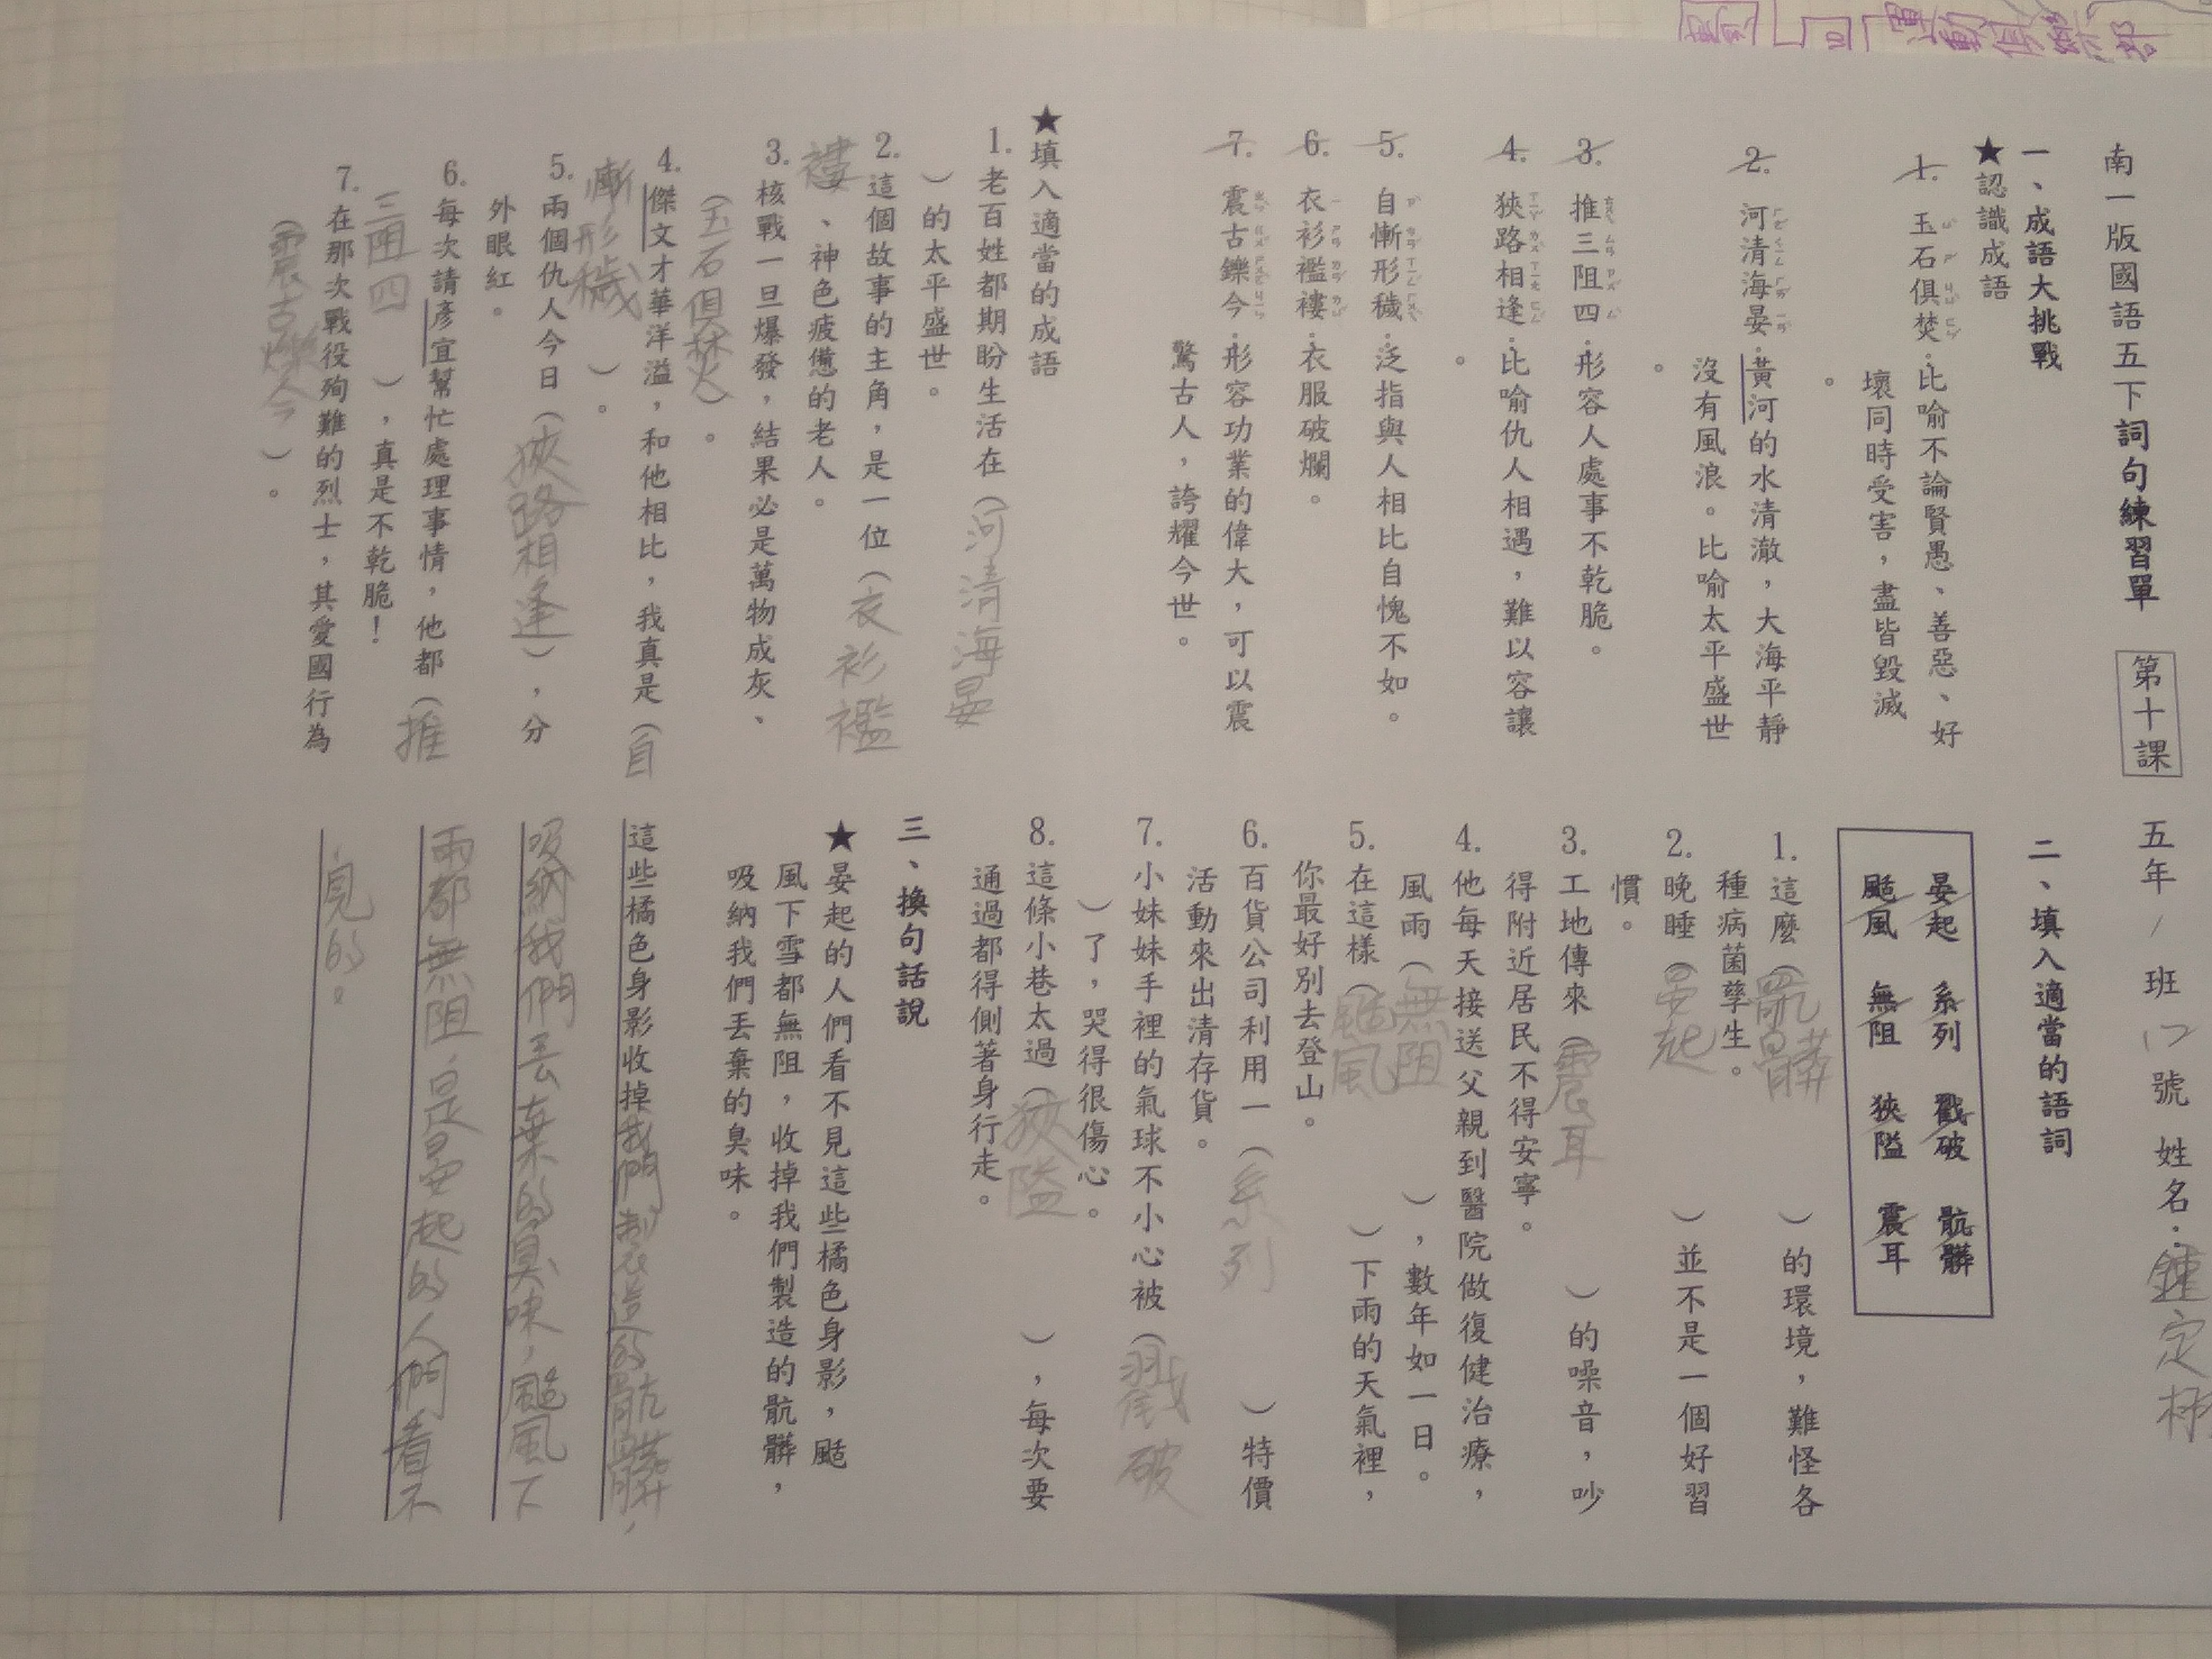 南一版國語五下詞句練習單 第十課 五年1班17號 姓名:鍾定
一、成語大挑戰
★認識成語
1. 玉石俱焚:比喻不論賢愚、善惡、好
壞同時受害,盡皆毀滅
。
2. 河清海晏:黃河的水清澈,大海平靜
沒有風浪。比喻太平盛世
。
3. 推三阻四:形容人處事不乾脆。
4. 狹路相逢:比喻仇人相遇,難以容讓
。
5. 自慚形穢:泛指與人相比自愧不如。
6. 衣衫襤褸:衣服破爛。
7. 震古鑠今:形容功業的偉大,可以震
驚古人,誇耀今世。
★填入適當的成語
1. 老百姓都期盼生活在(河清海晏
)的太平盛世。
2. 這個故事的主角,是一位(衣衫襤
褸、神色疲憊的老人。
3. 核戰一旦爆發,結果必是萬物成灰、
(玉石俱焚)。
4. 傑文才華洋溢,和他相比,我真是(自
慚形穢)。
5. 兩個仇人今日(狹路相逢),分
外眼紅。
6. 每次請彥宜幫忙處理事情,他都(推
三阻四),真是不乾脆!
7. 在那次戰役殉難的烈士,其愛國行為
(震古爍今)。
二、填入適當的語詞
晏起 系列 戳破 骯髒
颳風 無阻 狹隘 震耳
1. 這麼(骯髒)的環境,難怪各
種病菌孳生。
2. 晚睡(晏起)並不是一個好習
慣。
3. 工地傳來(震耳)的噪音,吵
得附近居民不得安寧。
4. 他每天接送父親到醫院做復健治療,
風雨(無阻),數年如一日。
5. 在這樣(颳風)下雨的天氣裡,
你最好別去登山。
6. 百貨公司利用一(系列)特價
活動來出清存貨。
7. 小妹妹手裡的氣球不小心被(戳破
)了,哭得很傷心。
8. 這條小巷太過(狹隘),每次要
通過都得側著身行走。
三、換句話說
★晏起的人們看不見這些橘色身影,颳
風下雪都無阻,收掉我們製造的骯髒,
吸納我們丟棄的臭味。
這些橘色身影收掉我們製造的骯髒,
吸納我們丟棄的臭味,颳風下
雨都無阻,是晏起的人們看不
見的。